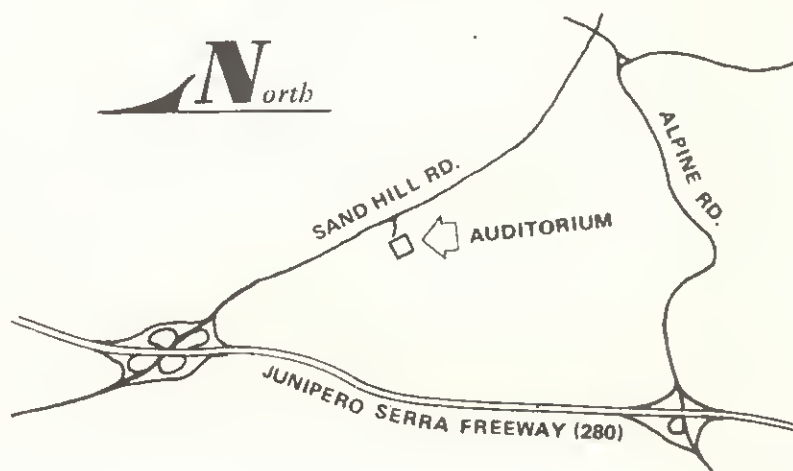 North
SAND HILL RD.
ALPINE RD.
AUDITORIUM
JUNIPERO SERRA FREEWAY (280)